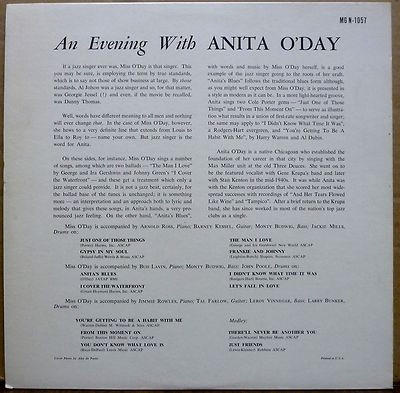 MG N-1057
An Evening With ANITA O'DAY
If a jazz singer ever was, Miss O'Day is that singer. This
you may be sure, is employing the term by true standards,
which is to say not those of show business at large. By those
standards, Al Jolson was a jazz singer and so, for that matter,
was Georgie Jessel (!) and even, if the movie be recalled,
was Danny Thomas.
Well, words have different meaning to all men and nothing
will ever change that. In the case of Miss O'Day, however,
she hews to a very definite line that extends from Louis to
Ella to Roy — name your own. But jazz singer is the
word for Anita.
On these sides, for instance, Miss O'Day sings a number
of songs, among which are two ballads — "The Man I Love"
by George and Ira Gershwin and Johnny Green's "I Cover
the Waterfront" — and these get a treatment which only a
jazz singer could provide. It is not a jazz beat, certainly, for
the ballad base of the tunes is unchanged; it is something
more — an interpretation and an approach both to lyric and
melody that gives these songs, in Anita's hands, a very pro-
nounced jazz feeling. On the other hand, "Anita's Blues",
with words and music by Miss O'Day herself, is a good
example of the jazz singer going to the roots of her craft.
"Anita's Blues" follows the traditional blues form although,
as you might well expect from Miss O'Day, it is presented in
a style as modern as it can be. In a more light-hearted groove,
Anita sings two Cole Porter gems — "Just One of Those
Things" and "From This Moment On" — to serve as illustra-
tion what results in a union of first-rate songwriter and singer;
the same may apply to "I Didn't Know What Time It Was";
a Rodgers-Hart evergreen, and "You're Getting To Be A
Habit With Me", by Harry Warren and Al Dubin.
Anita O'Day is a native Chicagoan who established the
foundation of her career in that city by singing with the
Max Miller unit at the old Three Deuces. She went on to
be the featured vocalist with Gene Krupa's band and later
with Stan Kenton in the mid-1940s. It was while Anita was
with the Kenton organization that she scored her most wide-
spread successes with recordings of "And Her Tears Flowed
Like Wine" and "Tampico". After a brief return to the Krupa
band, she has since worked in most of the nation's top jazz
clubs as a single.
Miss O'Day is accompanied by Arnold Ross, Piano; Barney Kessel, Guitar; Monty Budwig, Bass; Jackie Mills,
Drums on:
JUST ONE OF THOSE THINGS
GYPSY IN MY SOUL
THE MAN I LOVE
FRANKIE AND JOHNNY
Miss O'Day is accompanied by Bud Lavin, Piano; Monty Budwig, Bass; John Poole, Drums on:
ANITA'S BLUES
I COVER THE WATERFRONT
I DIDN'T KNOW WHAT TIME IT WAS
LET'S FALL IN LOVE
Miss O'Day is accompanied by Jimmie Rowles, Piano; Tal Farlow, Guitar; Leroy Vinnegar, Bass; Larry Bunker,
Drums on:
YOU'RE GETTING TO BE A HABIT WITH ME
FROM THIS MOMENT ON
YOU DON'T KNOW WHAT LOVE IS
Medley:
THERE'LL NEVER BE ANOTHER YOU
JUST FRIENDS
Printed in U.S.A.